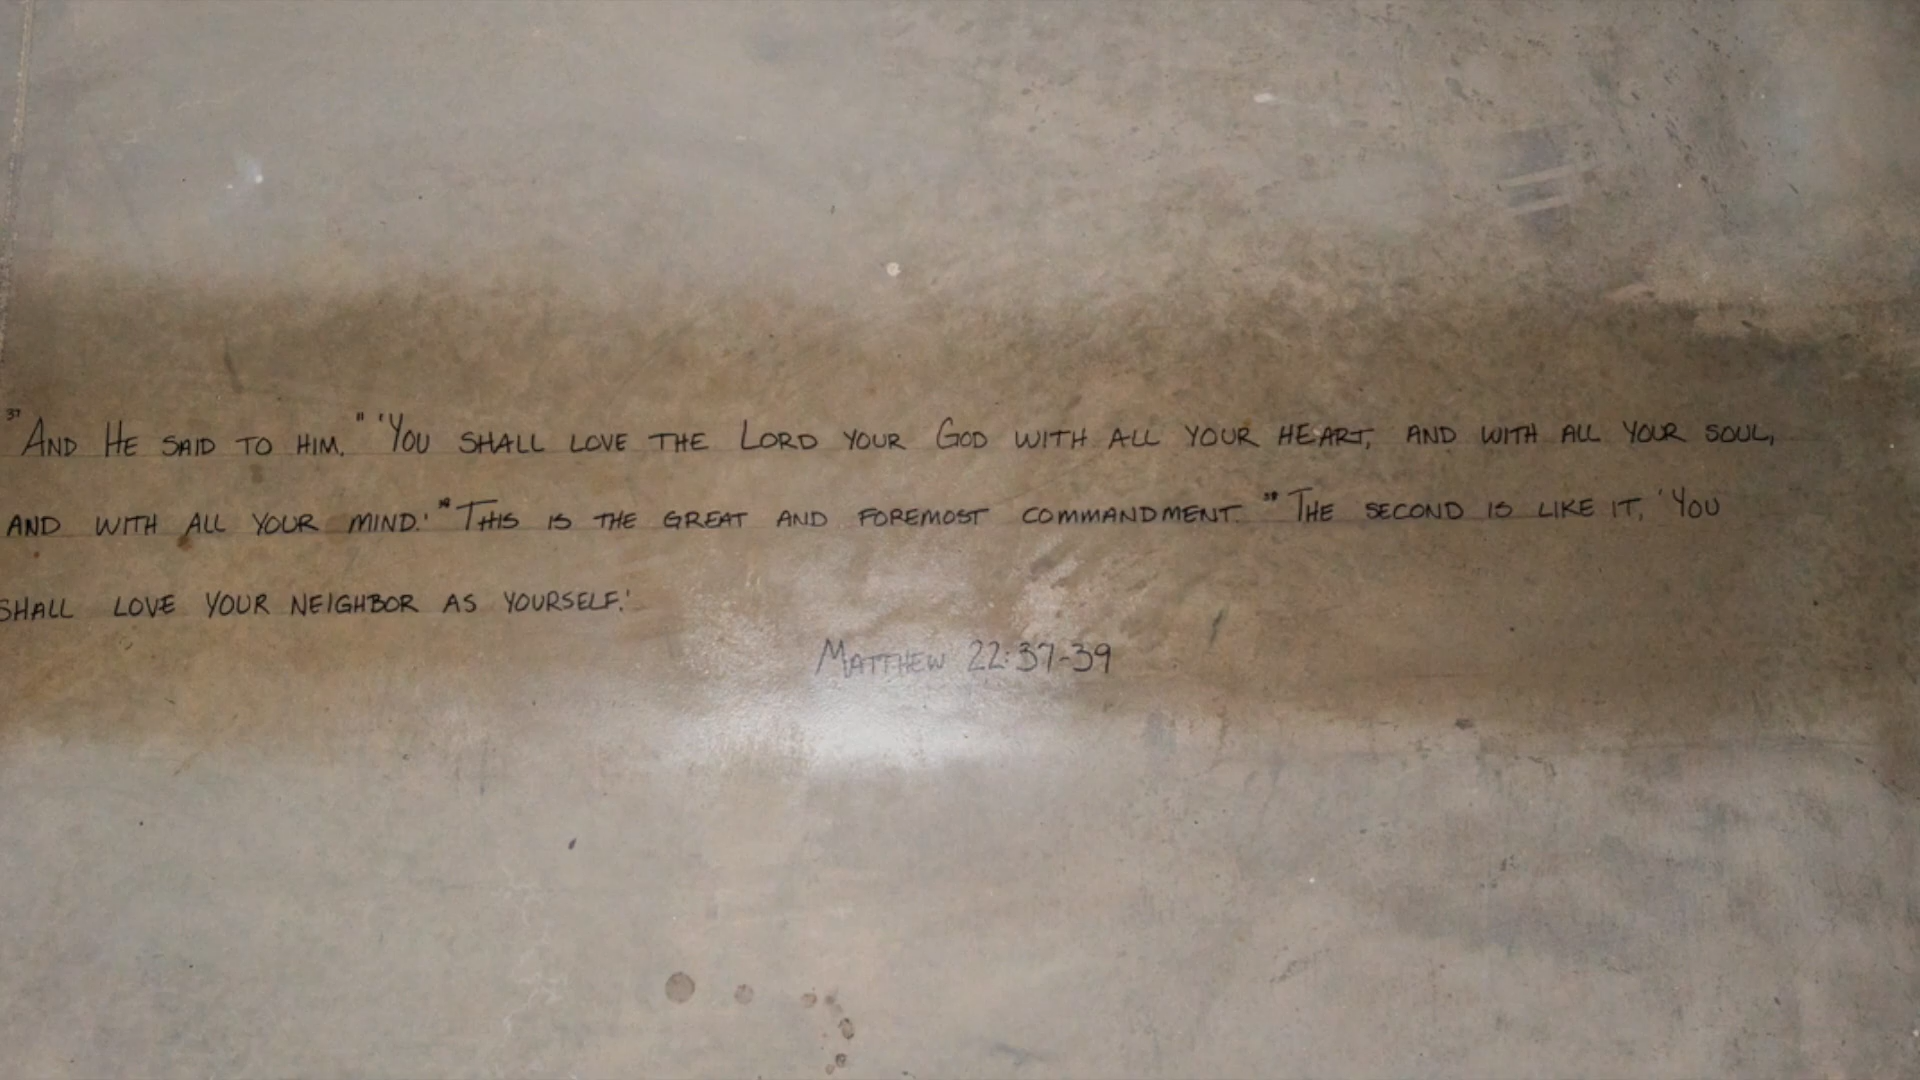 37 AND HE SAID TO HIM, " 'YOU SHALL LOVE THE LORD YOUR GOD WITH ALL YOUR HEART, AND WITH ALL YOUR SOUL,
AND WITH ALL YOUR MIND.' 38 "THIS IS THE GREAT AND FOREMOST COMMANDMENT. 39 "THE SECOND IS LIKE IT, 'YOU
SHALL LOVE YOUR NEIGHBOR AS YOURSELF.'
MATTHEW 22:37-39